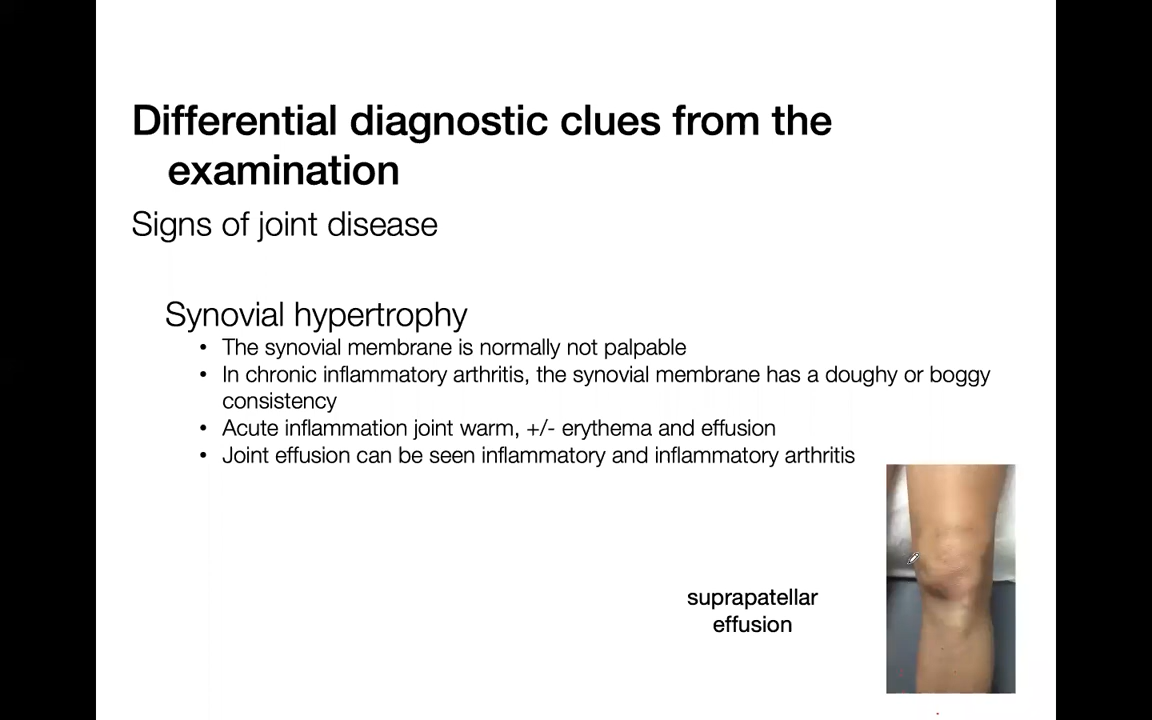 Differential diagnostic clues from the
examination
Signs of joint disease
Synovial hypertrophy
• The synovial membrane is normally not palpable
• In chronic inflammatory arthritis, the synovial membrane has a doughy or boggy
consistency
• Acute inflammation joint warm, +/- erythema and effusion
• Joint effusion can be seen inflammatory and inflammatory arthritis
suprapatellar
effusion